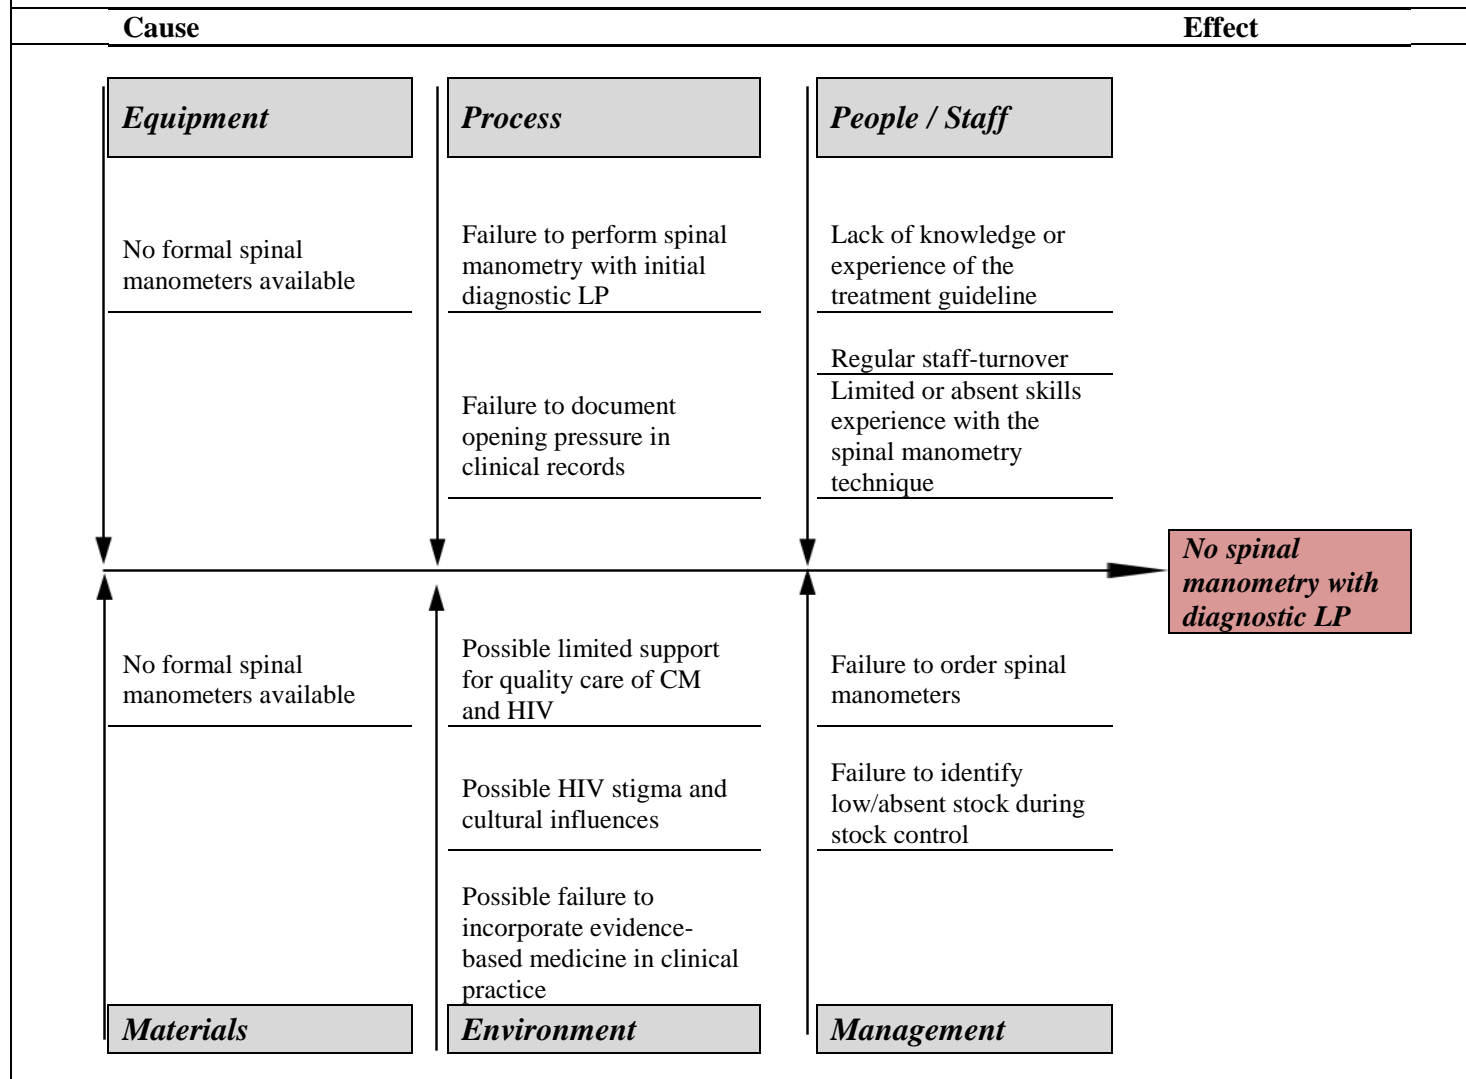 Cause
Effect
Equipment
Process
People / Staff
No formal spinal
manometers available
Failure to perform spinal
manometry with initial
diagnostic LP
Lack of knowledge or
experience of the
treatment guideline
Regular staff-turnover
Failure to document
opening pressure in
clinical records
Limited or absent skills
experience with the
spinal manometry
technique
No spinal
manometry with
diagnostic LP
No formal spinal
manometers available
Possible limited support
for quality care of CM
and HIV
Failure to order spinal
manometers
Possible HIV stigma and
cultural influences
Failure to identify
low/absent stock during
stock control
Possible failure to
incorporate evidence-
based medicine in clinical
practice
Materials
Environment
Management